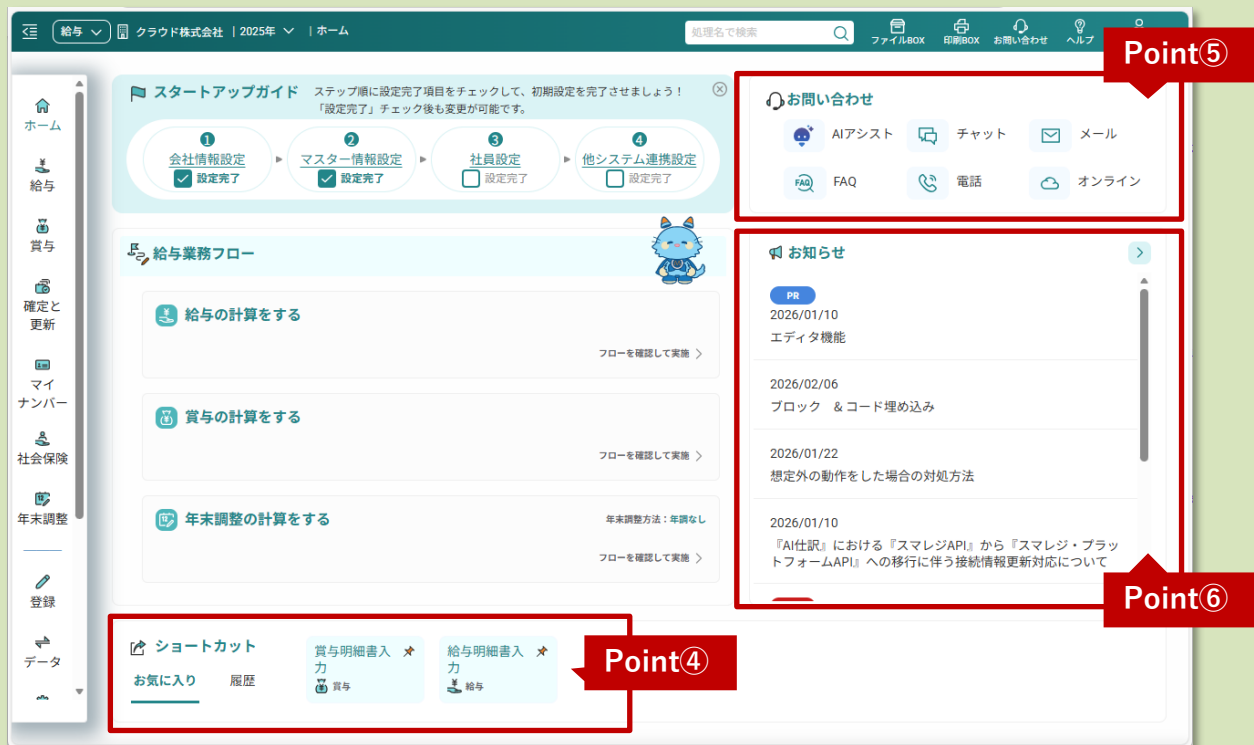 給与 クラウド株式会社 | 2025年 | ホーム
処理名で検索
ファイルBOX 印刷BOX お問い合わせ ヘルプ
Point⑤
ホーム
給与
賞与
確定と
更新
マイ
ナンバー
社会保険
年末調整
登録
データ
スタートアップガイド
ステップ順に設定完了項目をチェックして、初期設定を完了させましょう!
「設定完了」チェック後も変更が可能です。
1 会社情報設定
設定完了
2 マスター情報設定
設定完了
3 社員設定
設定完了
4 他システム連携設定
設定完了
お問い合わせ
AIアシスト チャット メール
FAQ FAQ 電話 オンライン
給与業務フロー
給与の計算をする
フローを確認して実施 >
賞与の計算をする
フローを確認して実施 >
年末調整の計算をする
年末調整方法:年調なし
フローを確認して実施 >
お知らせ
PR
2026/01/10
エディタ機能
2026/02/06
ブロック &コード埋め込み
2026/01/22
想定外の動作をした場合の対処方法
2026/01/10
『AI仕訳』における『スマレジAPI』から『スマレジ・プラッ
トフォームAPI』への移行に伴う接続情報更新対応について
Point⑥
ショートカット
お気に入り 履歴
賞与明細書入
力
賞与
給与明細書入
力
給与
Point④